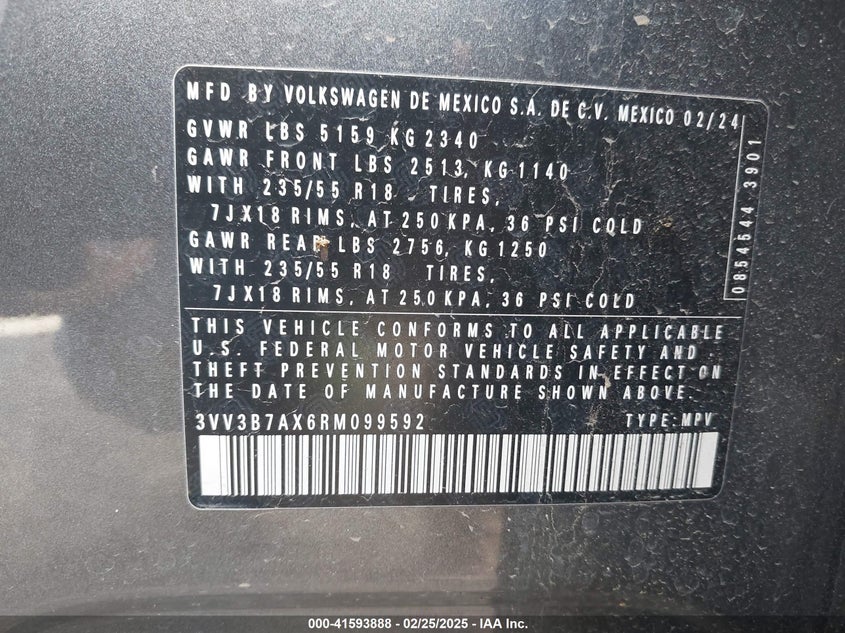 MFD BY VOLKSWAGEN DE MEXICO S.A. DE C.V. MEXICO 02/24
GVWR LBS 5159 KG 2340
GAWR FRONT LBS 2513, KG 1140
WITH 235/55 R18 TIRES,
7JX18 RIMS, AT 250 KPA, 36 PSI COLD
GAWR REAR LBS 2756, KG 1250
WITH 235/55 R18 TIRES,
7JX18 RIMS, AT 250 KPA, 36 PSI COLD
0854544 3901
THIS VEHICLE CONFORMS TO ALL APPLICABLE
U.S. FEDERAL MOTOR VEHICLE SAFETY AND
THEFT PREVENTION STANDARDS IN EFFECT ON
THE DATE OF MANUFACTURE SHOWN ABOVE.
3VV3B7AX6RM099592 TYPE: MPV
000-41593888 - 02/25/2025 - IAA Inc.